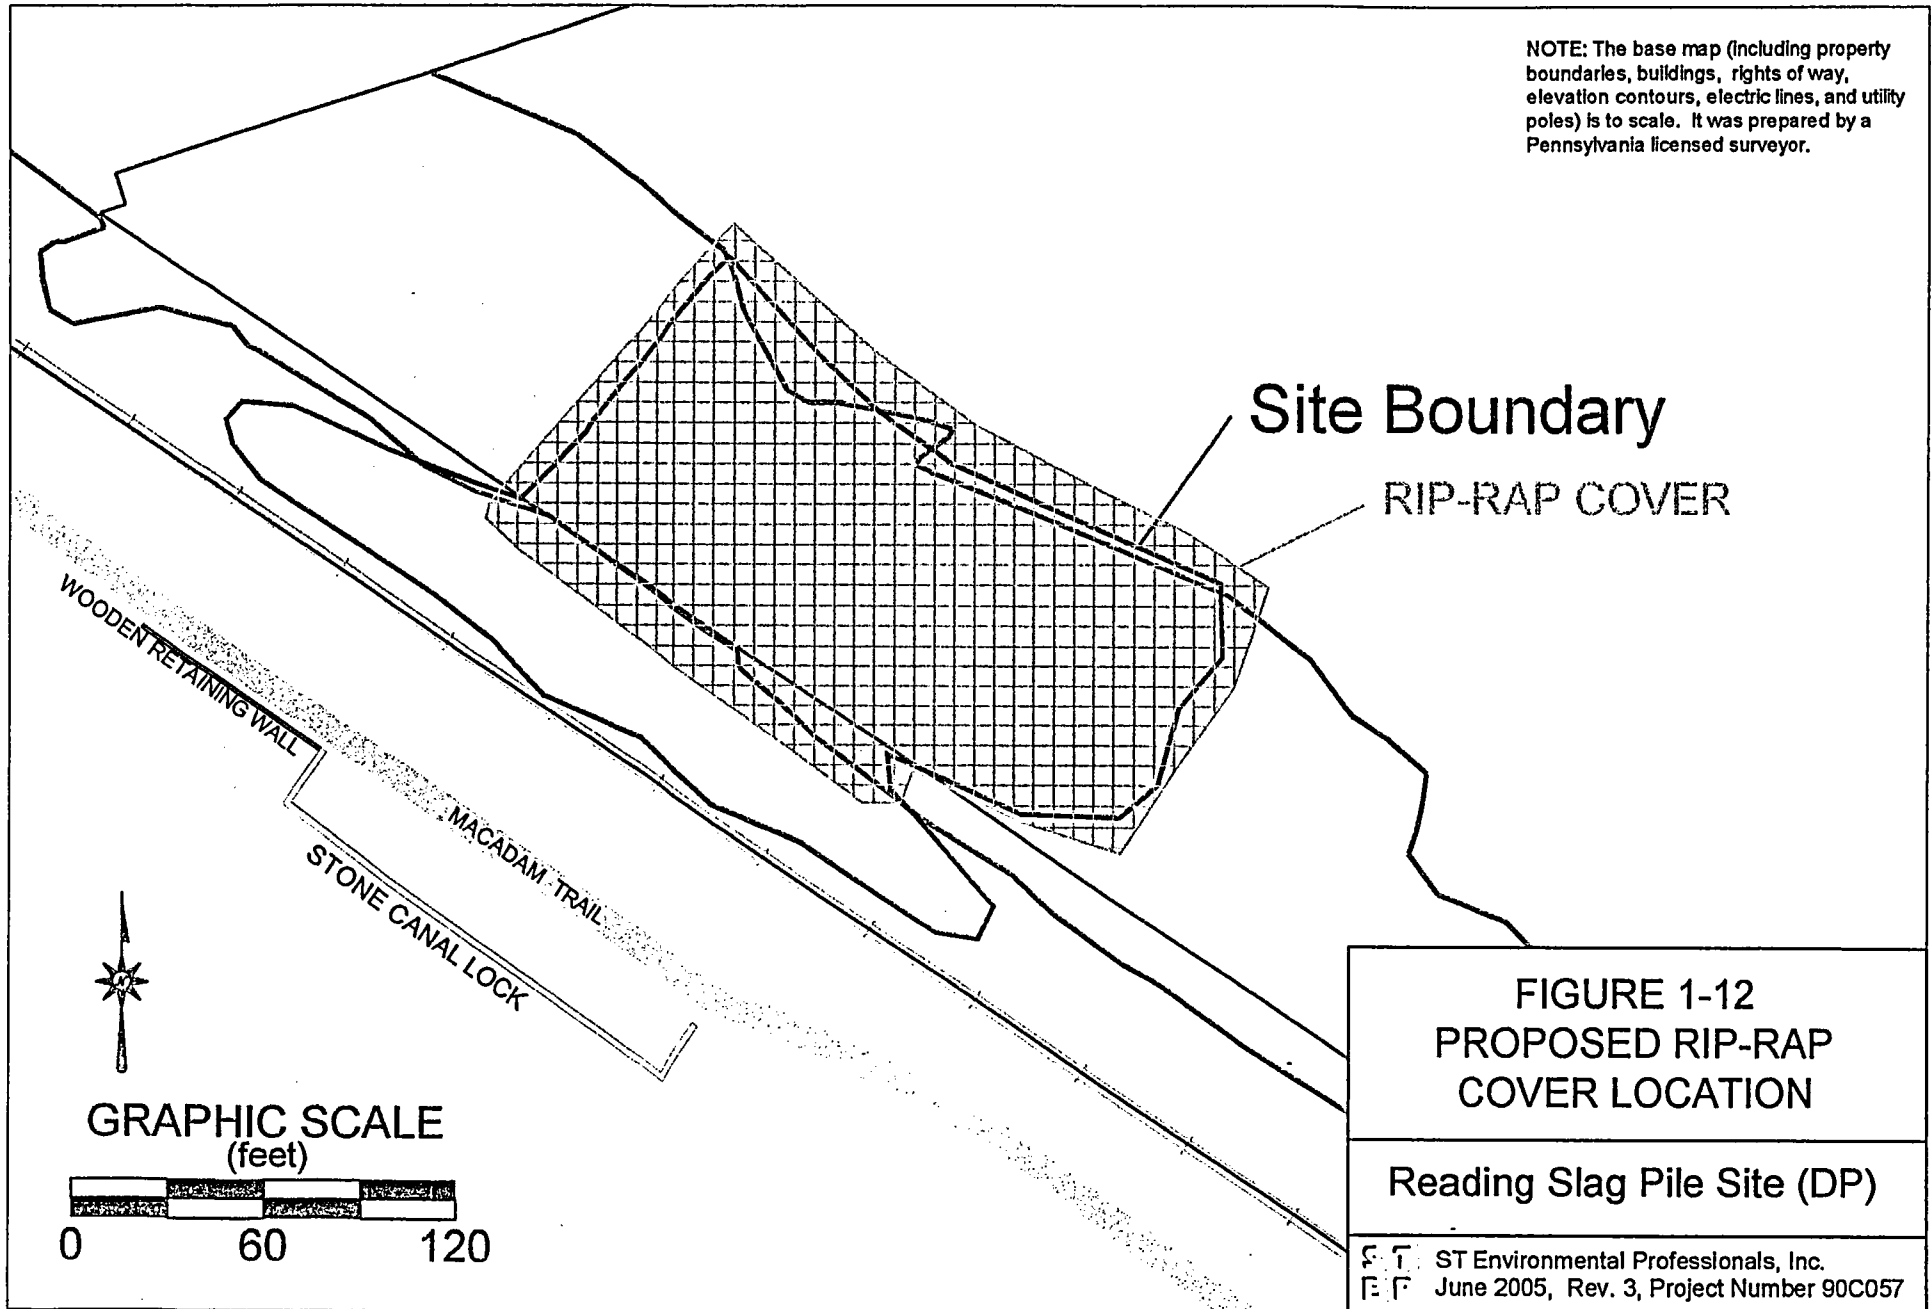 NOTE: The base map (including property
boundaries, buildings, rights of way,
elevation contours, electric lines, and utility
poles) is to scale. It was prepared by a
Pennsylvania licensed surveyor.
Site Boundary
RIP-RAP COVER
WOODEN RETAINING WALL
MACADAM TRAIL
STONE CANAL LOCK
N
GRAPHIC SCALE
(feet)
0 60 120
FIGURE 1-12
PROPOSED RIP-RAP
COVER LOCATION
Reading Slag Pile Site (DP)
ST Environmental Professionals, Inc.
June 2005, Rev. 3, Project Number 90C057